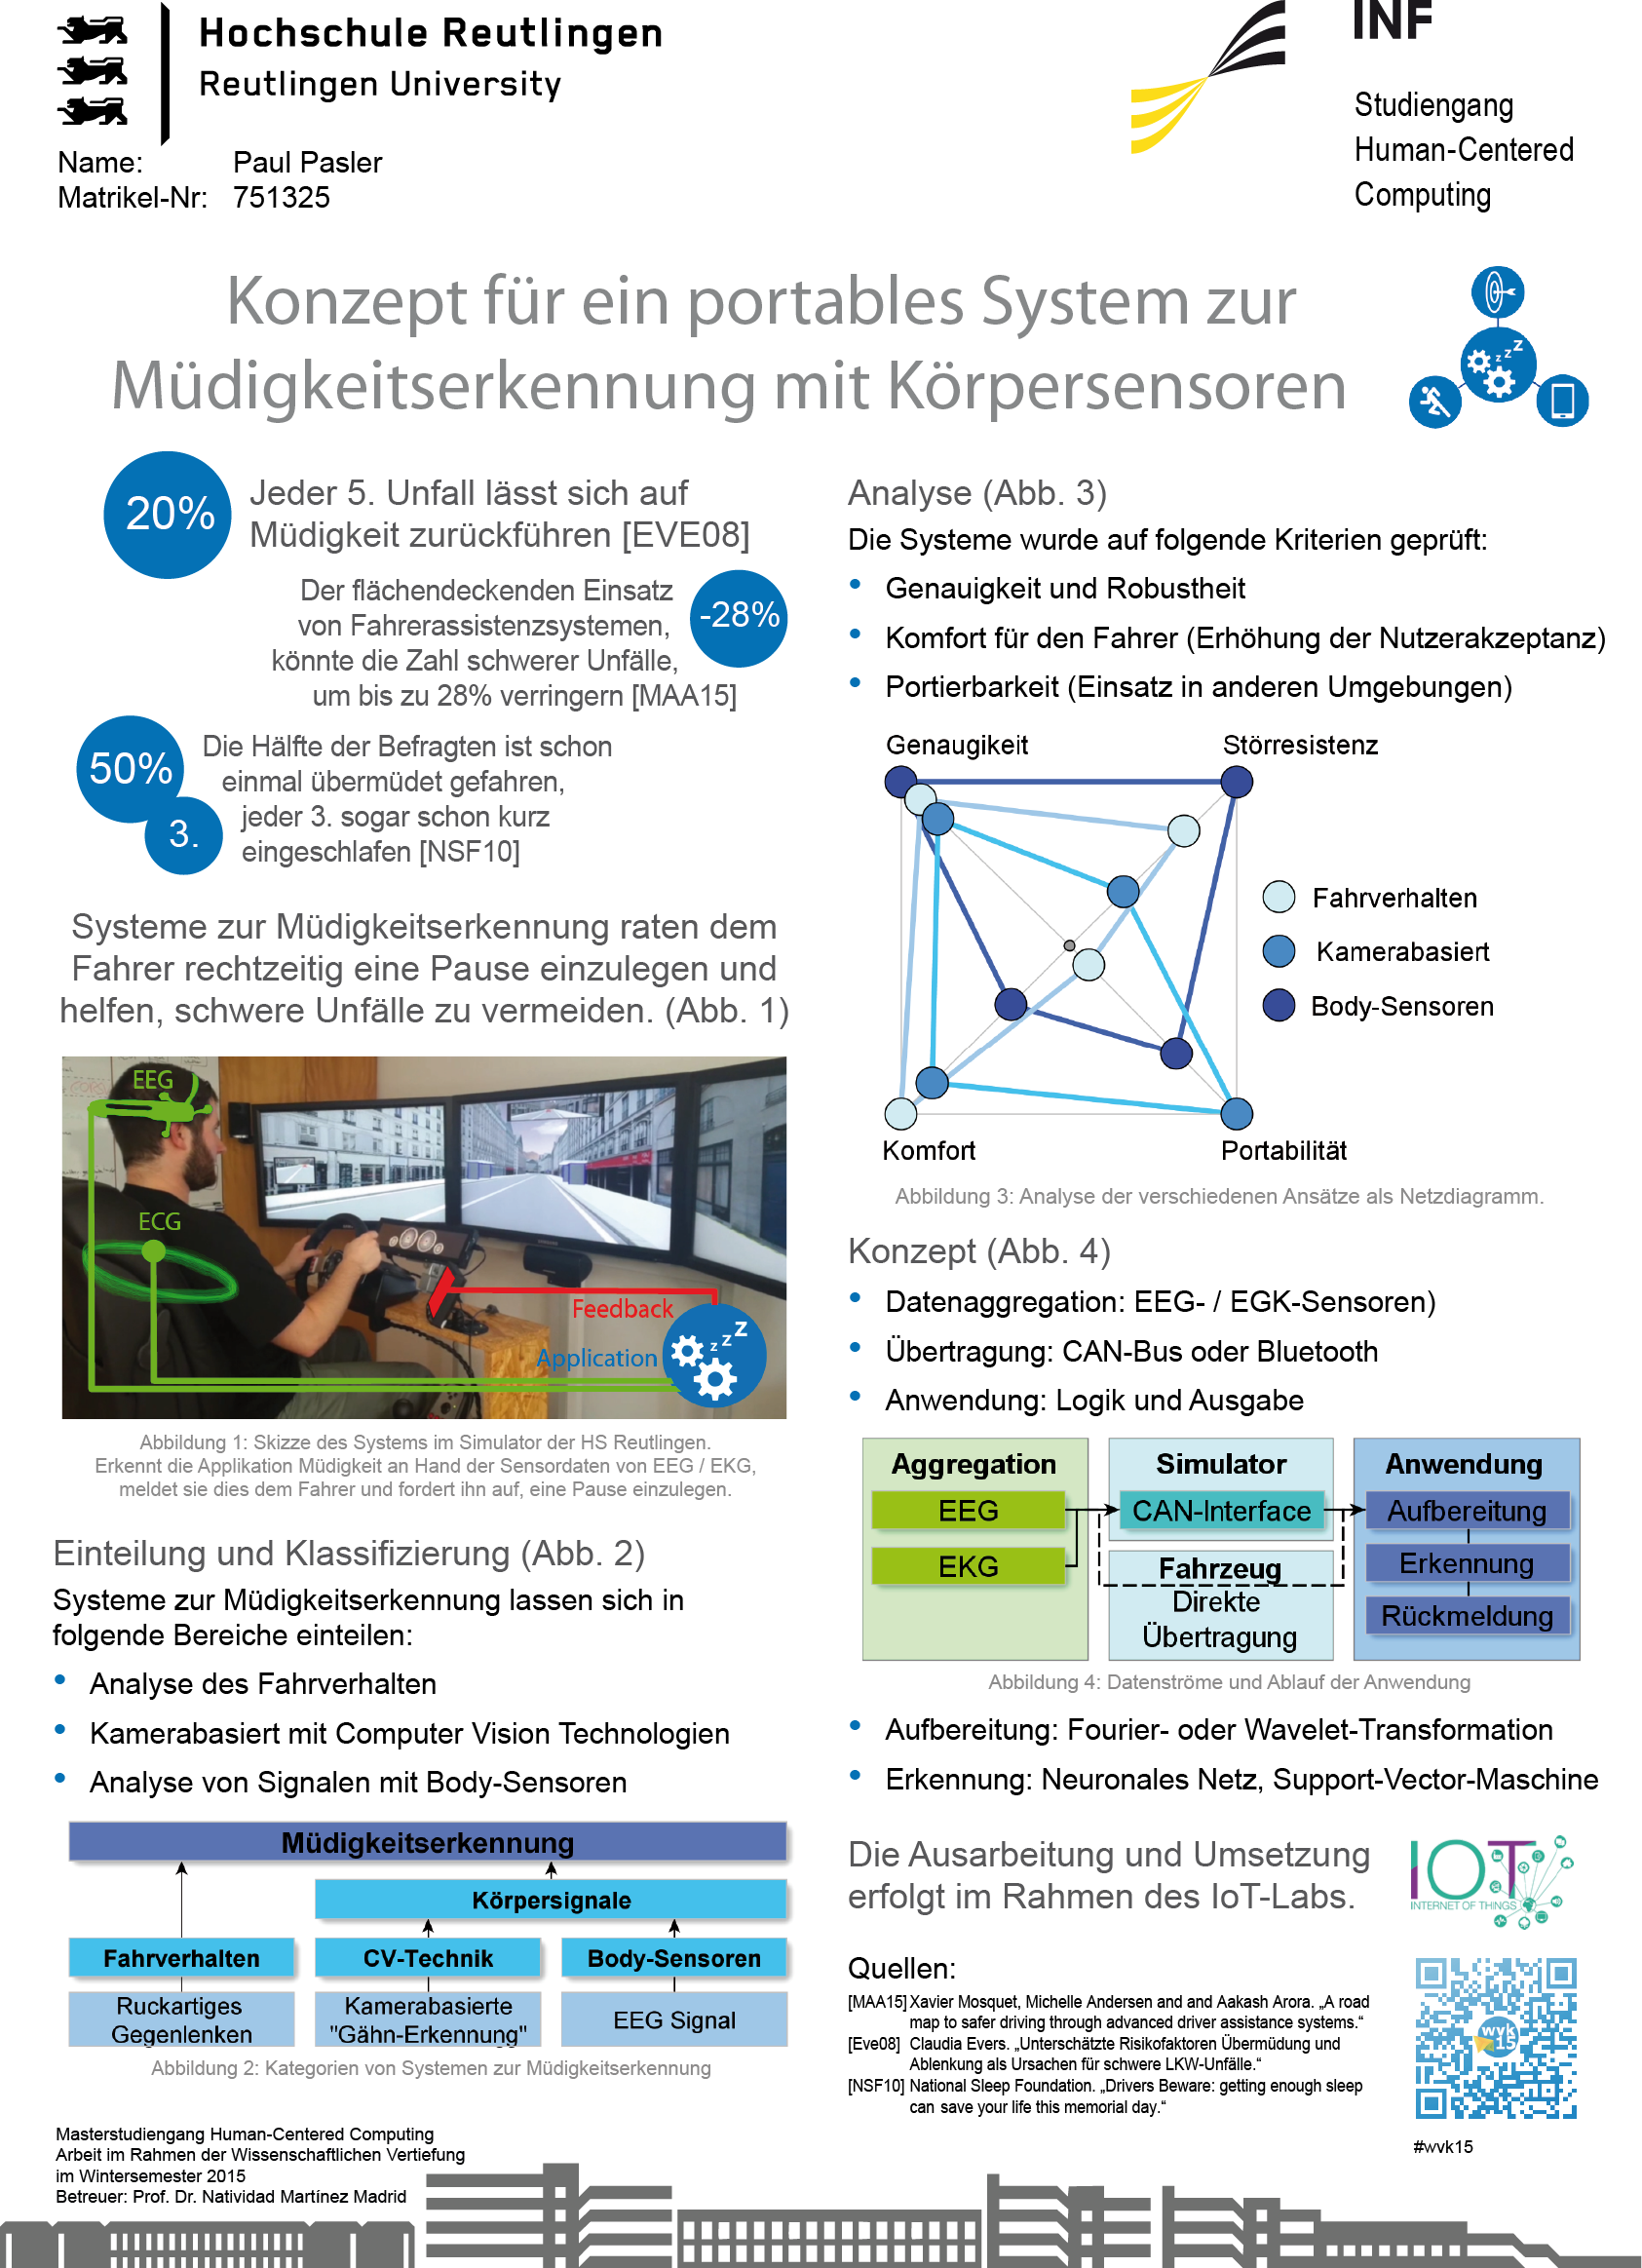 Hochschule Reutlingen
Reutlingen University
INF
Studiengang
Human-Centered
Computing
Name: Paul Pasler
Matrikel-Nr: 751325
Konzept für ein portables System zur
Müdigkeitserkennung mit Körpersensoren
z z z
20%
Jeder 5. Unfall lässt sich auf
Müdigkeit zurückführen [EVE08]
Der flächendeckenden Einsatz
von Fahrerassistenzsystemen,
könnte die Zahl schwerer Unfälle,
um bis zu 28% verringern [MAA15]
-28%
50%
3.
Die Hälfte der Befragten ist schon
einmal übermüdet gefahren,
jeder 3. sogar schon kurz
eingeschlafen [NSF10]
Systeme zur Müdigkeitserkennung raten dem
Fahrer rechtzeitig eine Pause einzulegen und
helfen, schwere Unfälle zu vermeiden. (Abb. 1)
EEG
ECG
Feedback
Application
z z z
Abbildung 1: Skizze des Systems im Simulator der HS Reutlingen.
Erkennt die Applikation Müdigkeit an Hand der Sensordaten von EEG / EKG,
meldet sie dies dem Fahrer und fordert ihn auf, eine Pause einzulegen.
Einteilung und Klassifizierung (Abb. 2)
Systeme zur Müdigkeitserkennung lassen sich in
folgende Bereiche einteilen:
• Analyse des Fahrverhalten
• Kamerabasiert mit Computer Vision Technologien
• Analyse von Signalen mit Body-Sensoren
Müdigkeitserkennung
Körpersignale
Fahrverhalten
CV-Technik
Body-Sensoren
Ruckartiges
Gegenlenken
Kamerabasierte
"Gähn-Erkennung"
EEG Signal
Abbildung 2: Kategorien von Systemen zur Müdigkeitserkennung
Analyse (Abb. 3)
Die Systeme wurde auf folgende Kriterien geprüft:
• Genauigkeit und Robustheit
• Komfort für den Fahrer (Erhöhung der Nutzerakzeptanz)
• Portierbarkeit (Einsatz in anderen Umgebungen)
Genaugikeit
Störresistenz
Fahrverhalten
Kamerabasiert
Body-Sensoren
Komfort
Portabilität
Abbildung 3: Analyse der verschiedenen Ansätze als Netzdiagramm.
Konzept (Abb. 4)
• Datenaggregation: EEG- / EGK-Sensoren)
• Übertragung: CAN-Bus oder Bluetooth
• Anwendung: Logik und Ausgabe
Aggregation
EEG
EKG
Simulator
CAN-Interface
Fahrzeug
Direkte
Übertragung
Anwendung
Aufbereitung
Erkennung
Rückmeldung
Abbildung 4: Datenströme und Ablauf der Anwendung
• Aufbereitung: Fourier- oder Wavelet-Transformation
• Erkennung: Neuronales Netz, Support-Vector-Maschine
Die Ausarbeitung und Umsetzung
erfolgt im Rahmen des IoT-Labs.
IOT
INTERNET OF THINGS
Quellen:
[MAA15] Xavier Mosquet, Michelle Andersen and and Aakash Arora. „A road
map to safer driving through advanced driver assistance systems.“
[Eve08] Claudia Evers. „Unterschätzte Risikofaktoren Übermüdung und
Ablenkung als Ursachen für schwere LKW-Unfälle.“
[NSF10] National Sleep Foundation. „Drivers Beware: getting enough sleep
can save your life this memorial day.“
wvk
15
#wvk15
Masterstudiengang Human-Centered Computing
Arbeit im Rahmen der Wissenschaftlichen Vertiefung
im Wintersemester 2015
Betreuer: Prof. Dr. Natividad Martínez Madrid